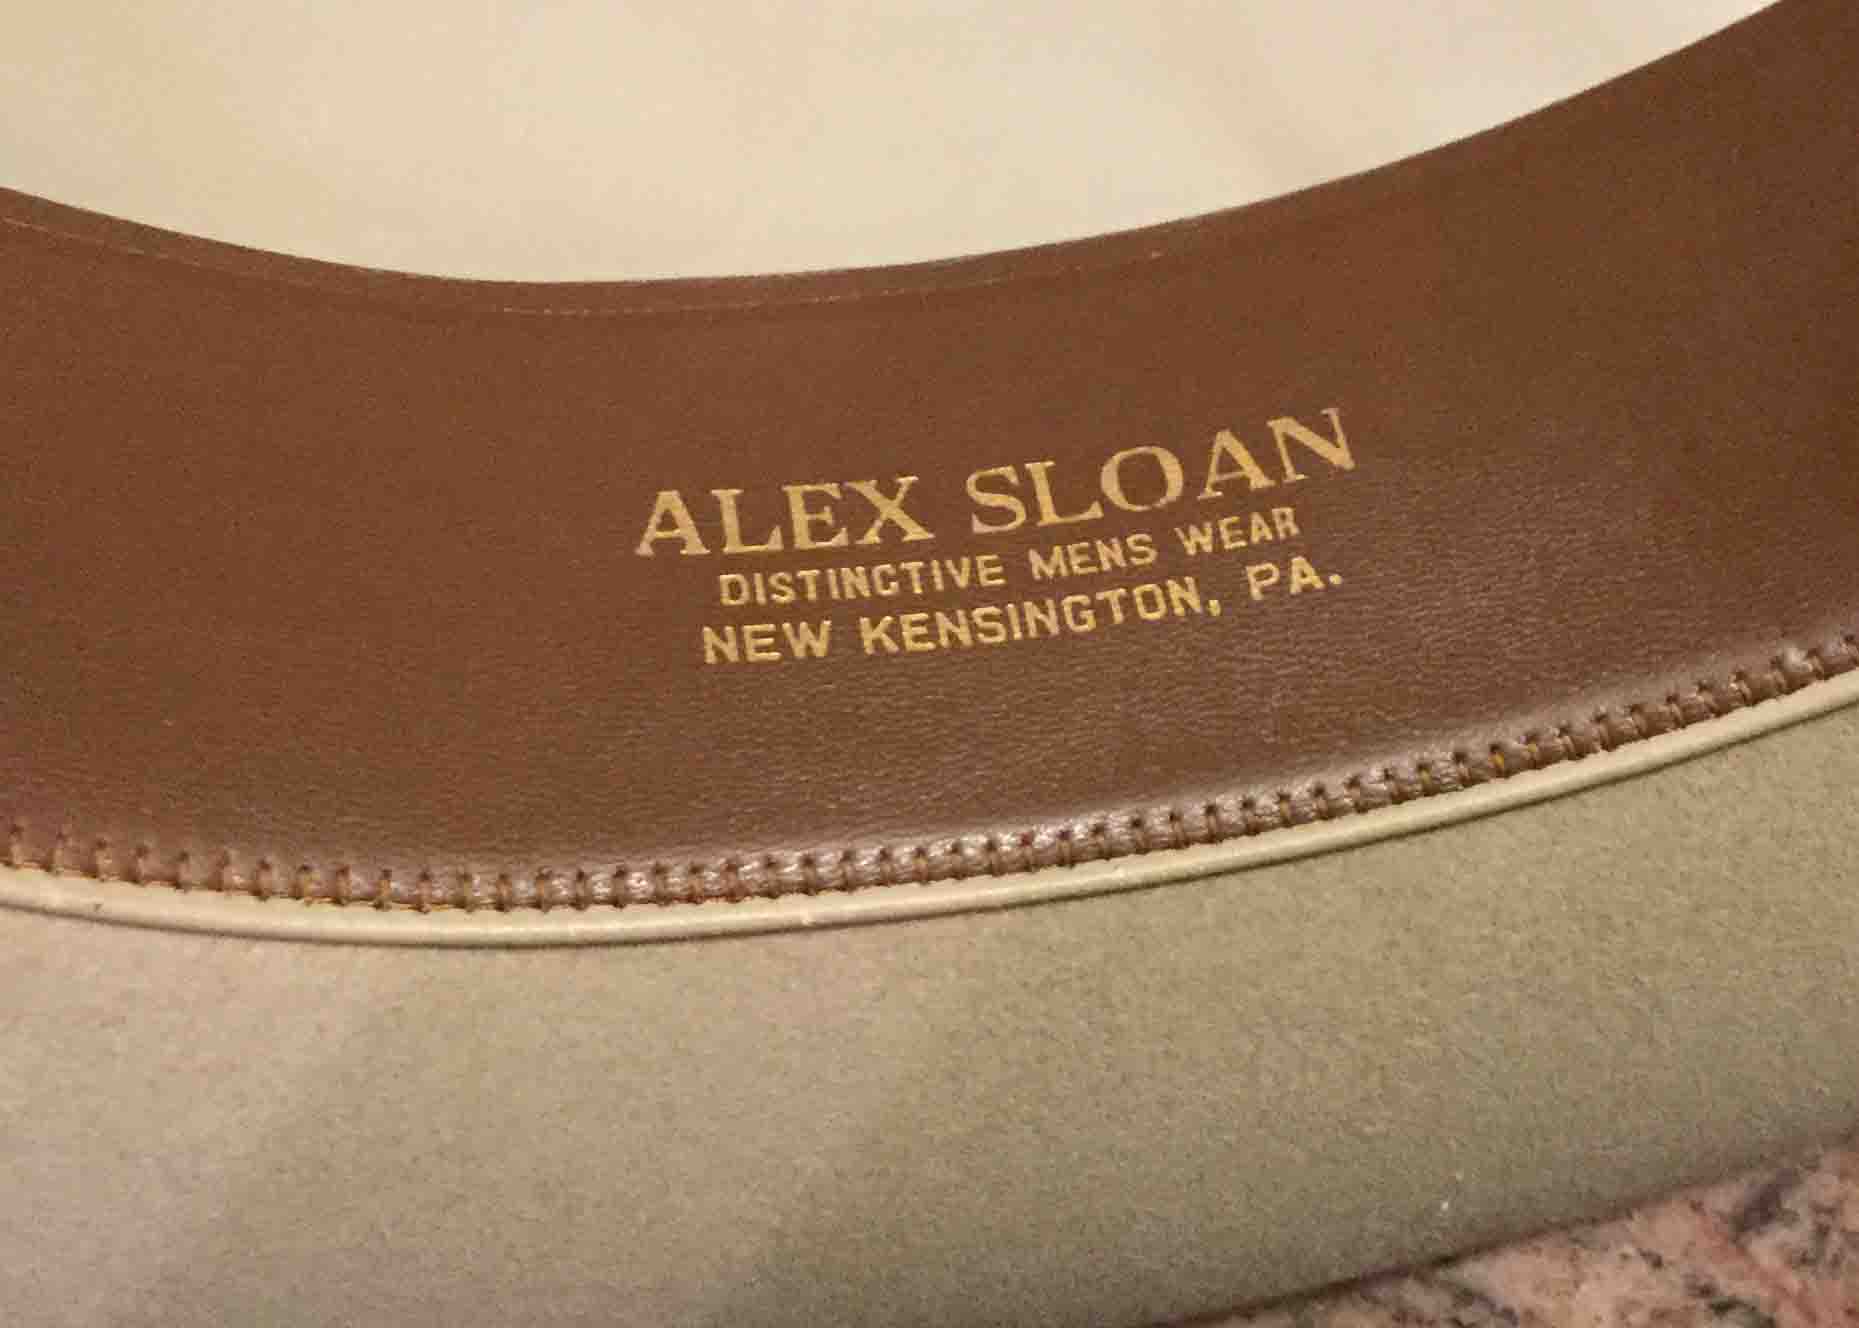 ALEX SLOAN
DISTINCTIVE MENS WEAR
NEW KENSINGTON, PA.